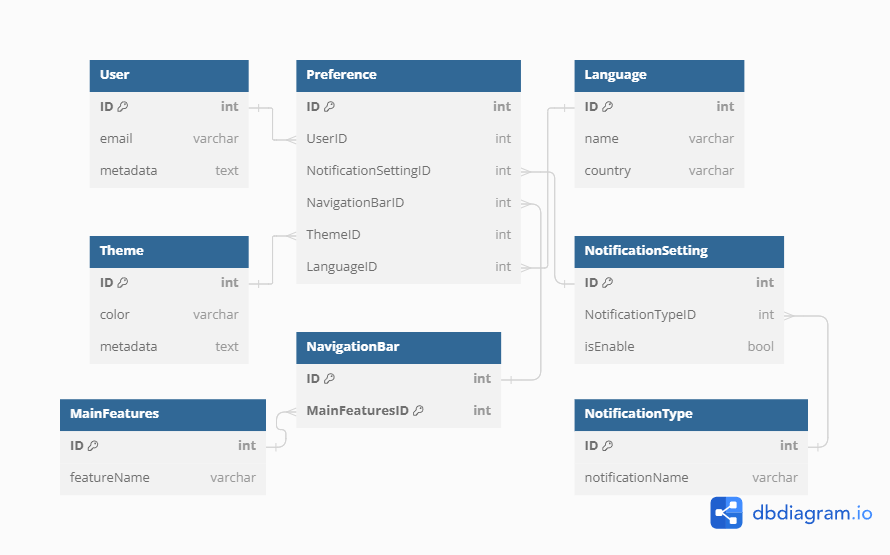 User
ID int
email varchar
metadata text
Preference
ID int
UserID int
NotificationSettingID int
NavigationBarID int
ThemeID int
LanguageID int
Language
ID int
name varchar
country varchar
Theme
ID int
color varchar
metadata text
NotificationSetting
ID int
NotificationTypeID int
isEnable bool
NavigationBar
ID int
MainFeaturesID int
MainFeatures
ID int
featureName varchar
NotificationType
ID int
notificationName varchar
dbdiagram.io